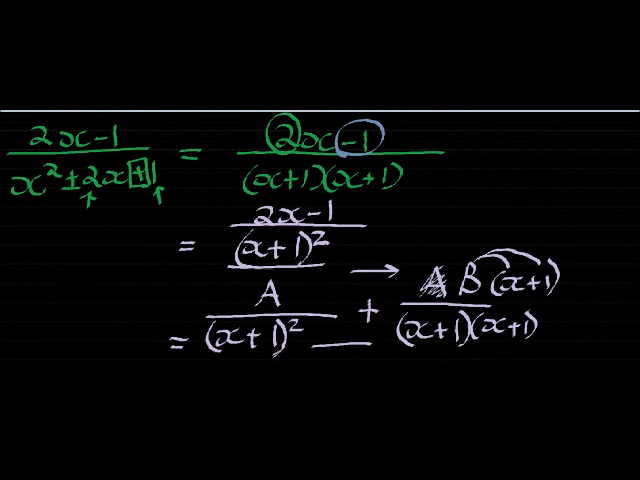 2x-1 / x² ± 2x + 1 = 2x-1 / (x+1)(x+1)
= 2x-1 / (x+1)²
= A / (x+1)² + A B(x+1) / (x+1)(x+1)